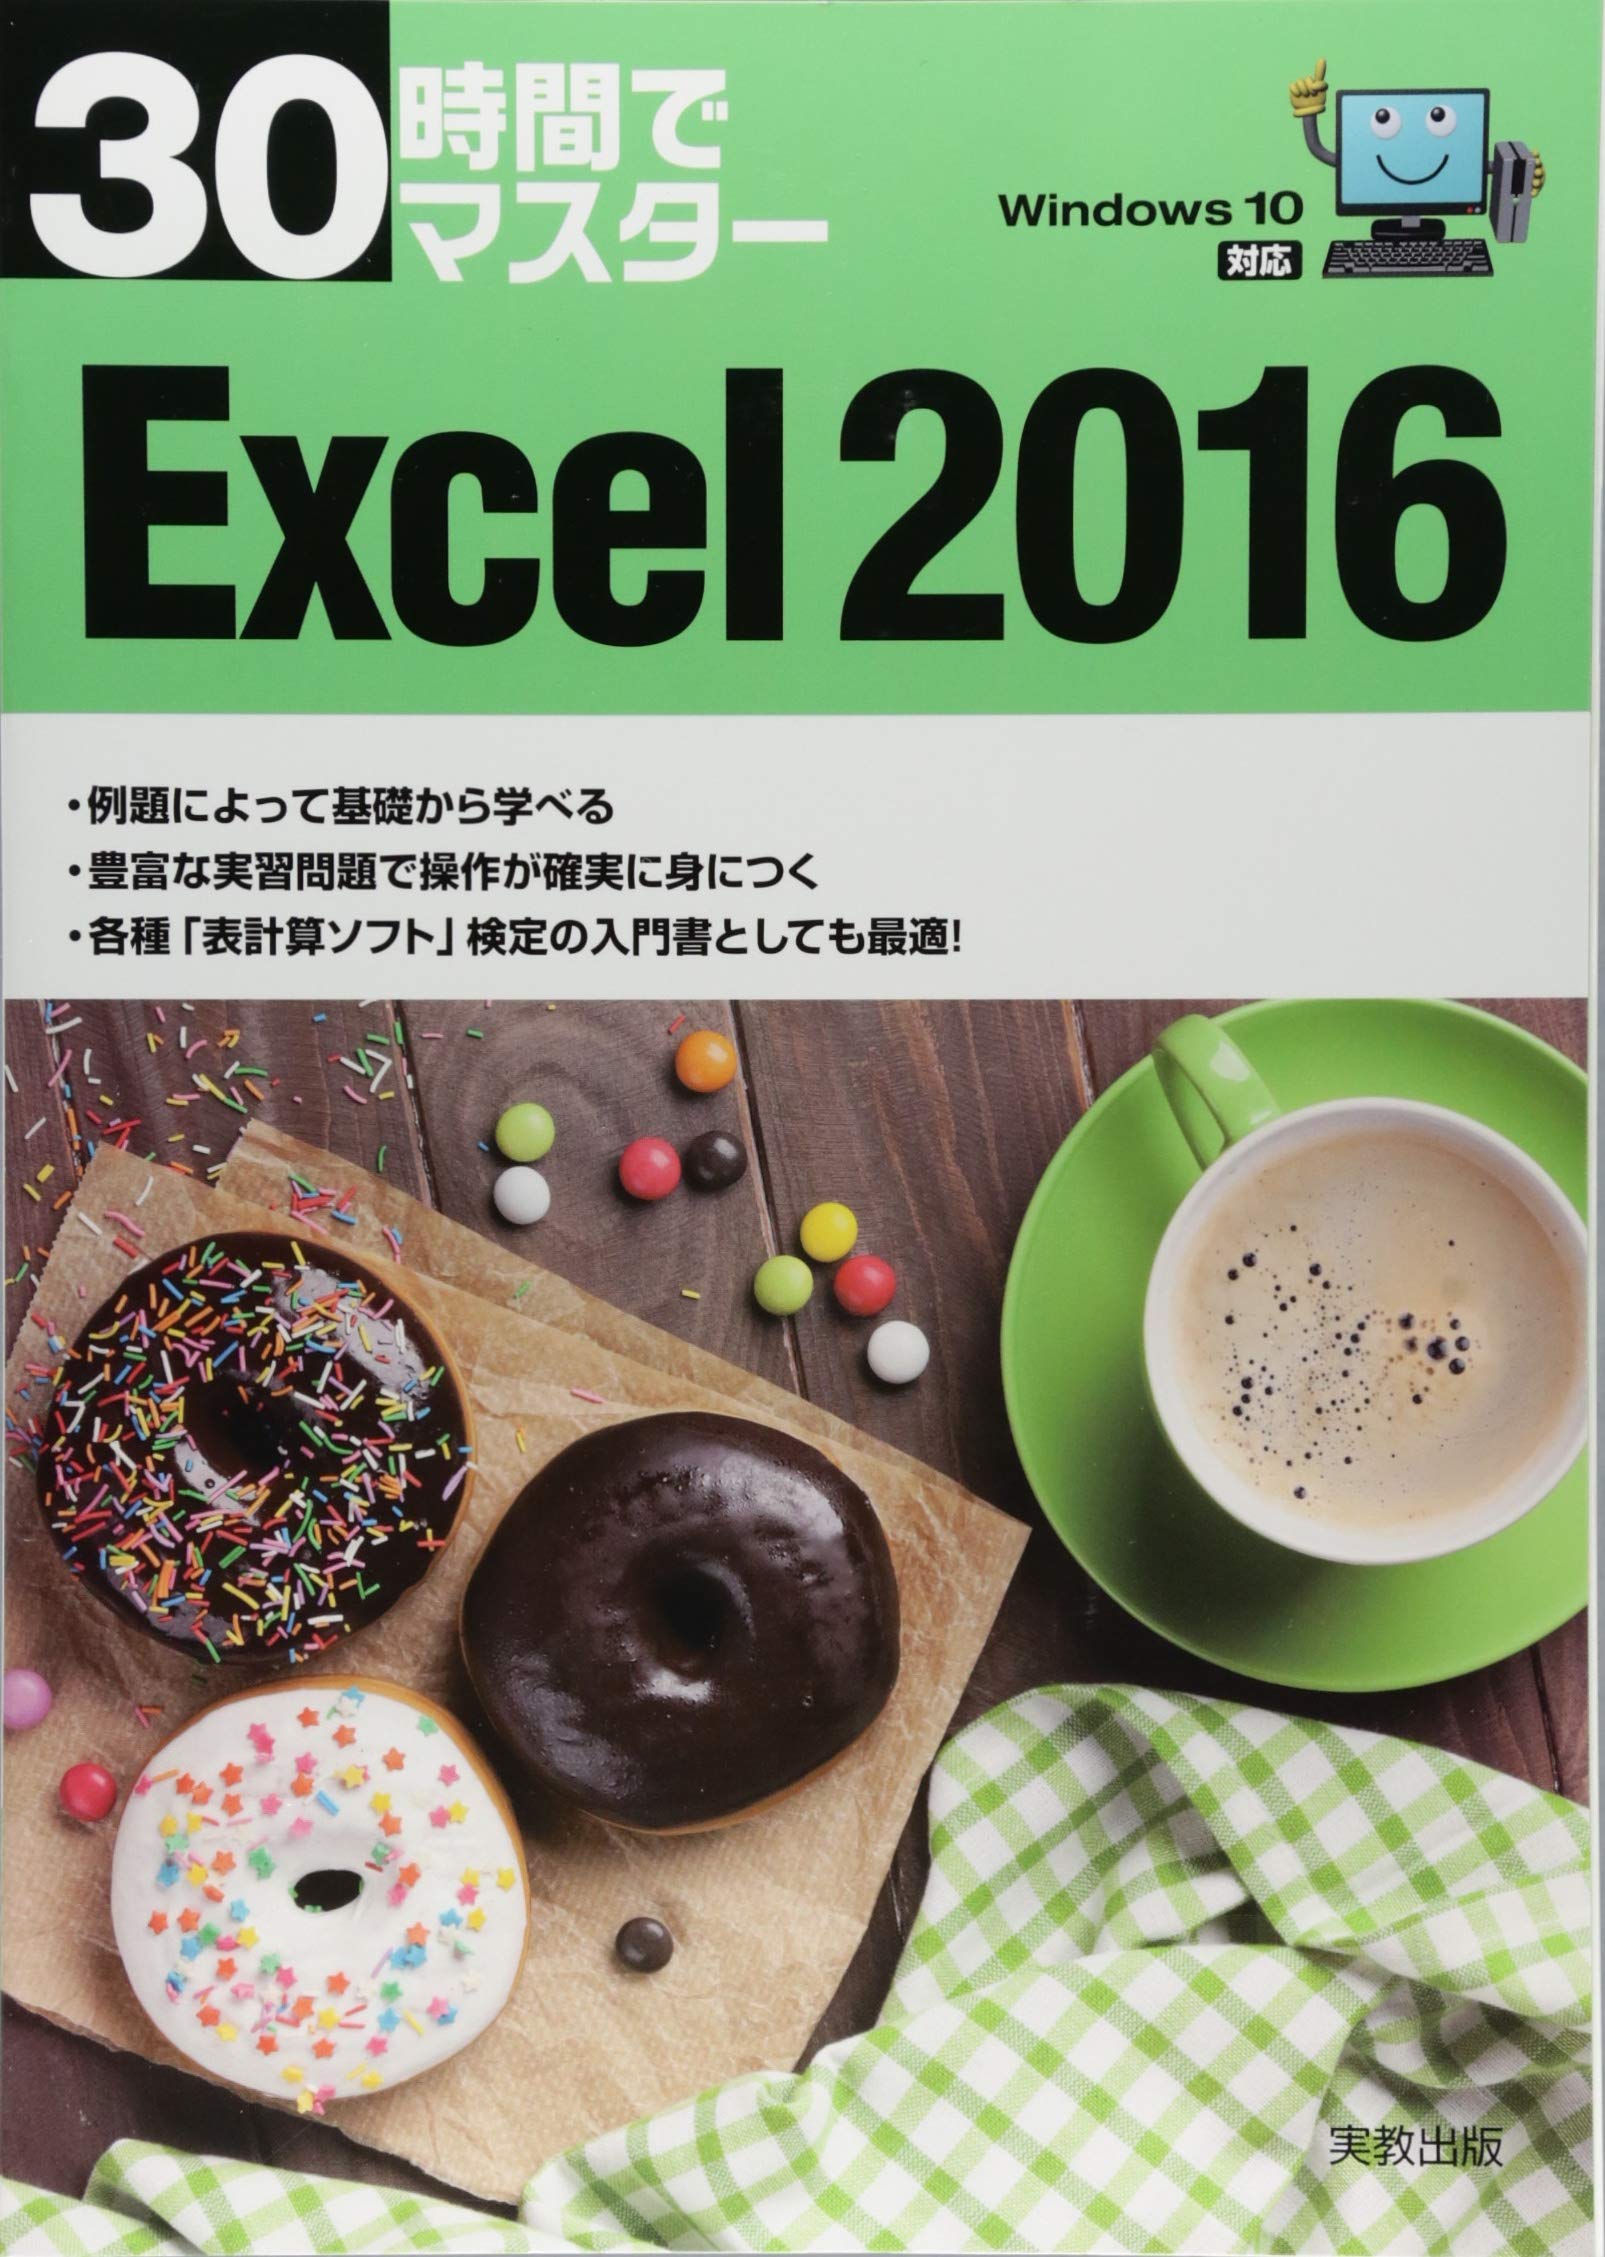 30時間で
マスター
Windows 10
対応
Excel 2016
・例題によって基礎から学べる
・豊富な実習問題で操作が確実に身につく
・各種「表計算ソフト」検定の入門書としても最適!
実教出版